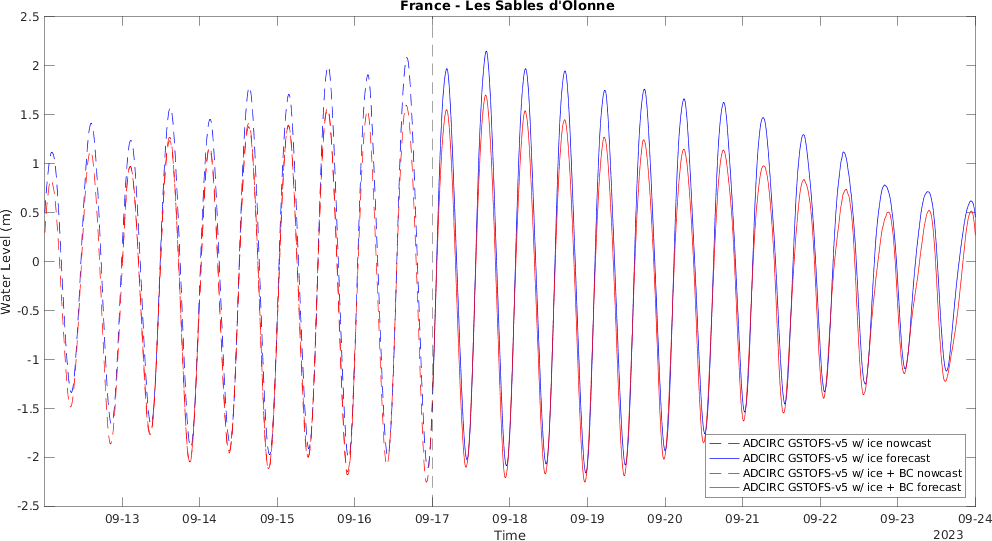 France - Les Sables d'Olonne
2.5
2
1.5
1
0.5
0
-0.5
-1
-1.5
-2
-2.5
Water Level (m)
ADCIRC GSTOFS-v5 w/ ice nowcast
ADCIRC GSTOFS-v5 w/ ice forecast
ADCIRC GSTOFS-v5 w/ ice + BC nowcast
ADCIRC GSTOFS-v5 w/ ice + BC forecast
09-13 09-14 09-15 09-16 09-17 09-18 09-19 09-20 09-21 09-22 09-23 09-24
Time
2023